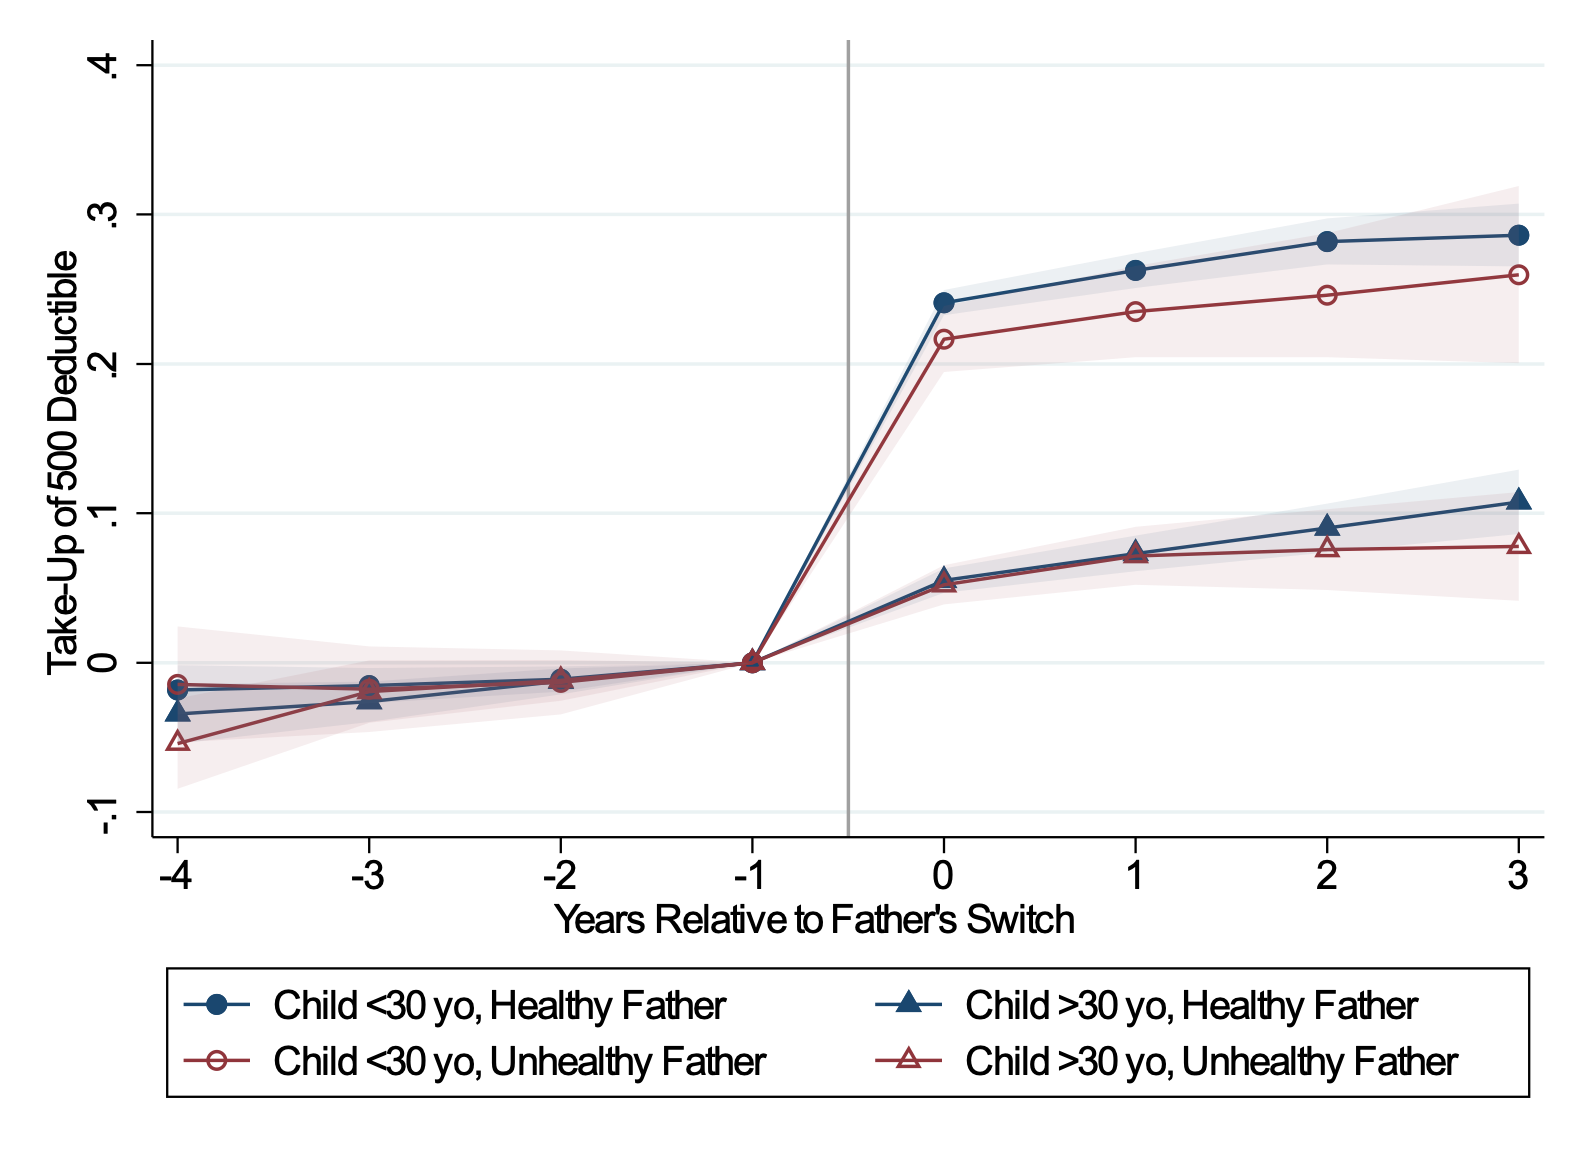 Take-Up of 500 Deductible
.4
.3
.2
.1
0
-.1
-4 -3 -2 -1 0 1 2 3
Years Relative to Father's Switch
Child <30 yo, Healthy Father Child >30 yo, Healthy Father
Child <30 yo, Unhealthy Father Child >30 yo, Unhealthy Father